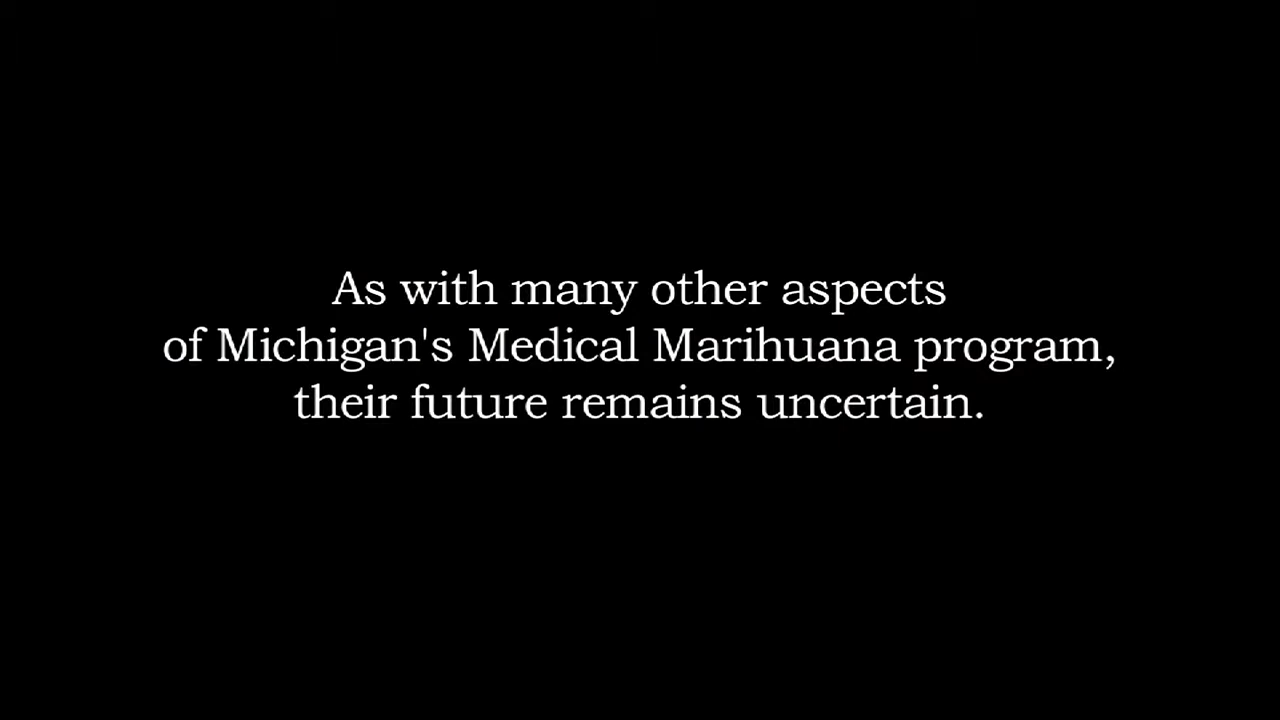 As with many other aspects
of Michigan's Medical Marihuana program,
their future remains uncertain.